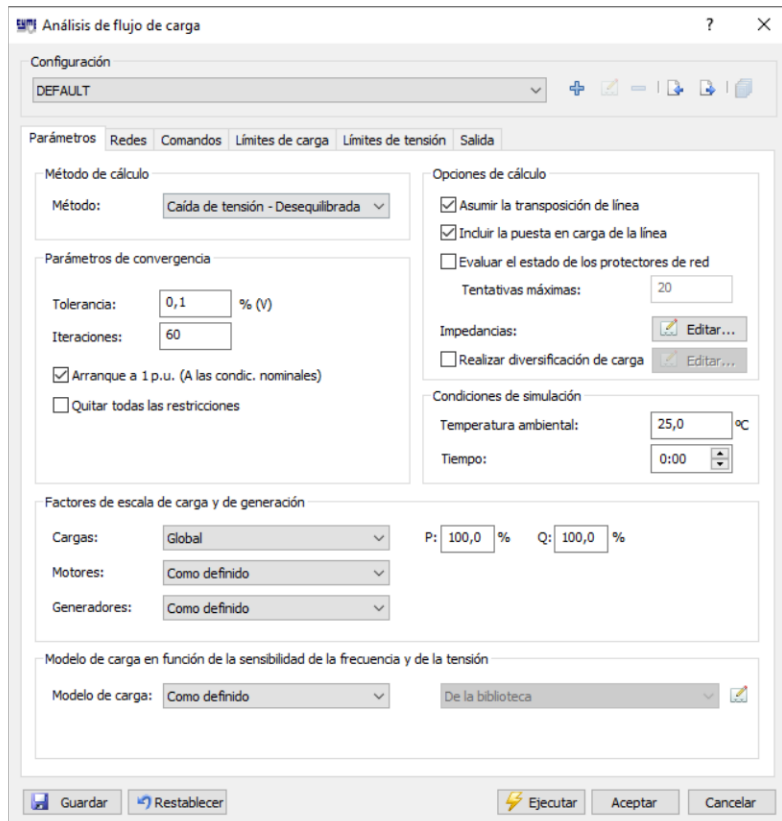 Análisis de flujo de carga
Configuración
DEFAULT
Parámetros Redes Comandos Límites de carga Límites de tensión Salida
Método de cálculo
Método: Caída de tensión - Desequilibrada
Parámetros de convergencia
Tolerancia: 0,1 % (V)
Iteraciones: 60
Arranque a 1 p.u. (A las condic. nominales)
Quitar todas las restricciones
Opciones de cálculo
Asumir la transposición de línea
Incluir la puesta en carga de la línea
Evaluar el estado de los protectores de red
Tentativas máximas: 20
Impedancias: Editar...
Realizar diversificación de carga Editar...
Condiciones de simulación
Temperatura ambiental: 25,0 ºC
Tiempo: 0:00
Factores de escala de carga y de generación
Cargas: Global P: 100,0 % Q: 100,0 %
Motores: Como definido
Generadores: Como definido
Modelo de carga en función de la sensibilidad de la frecuencia y de la tensión
Modelo de carga: Como definido De la biblioteca
Guardar Restablecer Ejecutar Aceptar Cancelar